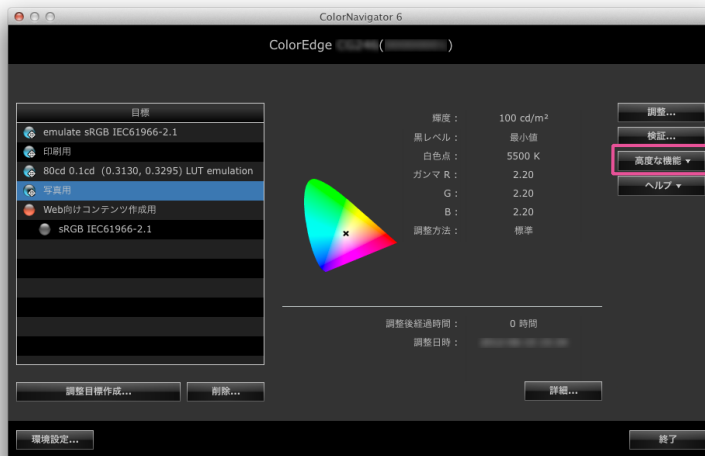 ColorNavigator 6
ColorEdge ( )
目標
emulate sRGB IEC61966-2.1
印刷用
80cd 0.1cd (0.3130, 0.3295) LUT emulation
写真用
Web向けコンテンツ作成用
sRGB IEC61966-2.1
輝度: 100 cd/m²
黒レベル: 最小値
白色点: 5500 K
ガンマ R: 2.20
G: 2.20
B: 2.20
調整方法: 標準
調整後経過時間: 0 時間
調整日時:
調整...
検証...
高度な機能 ▼
ヘルプ ▼
調整目標作成...
削除...
詳細...
環境設定...
終了